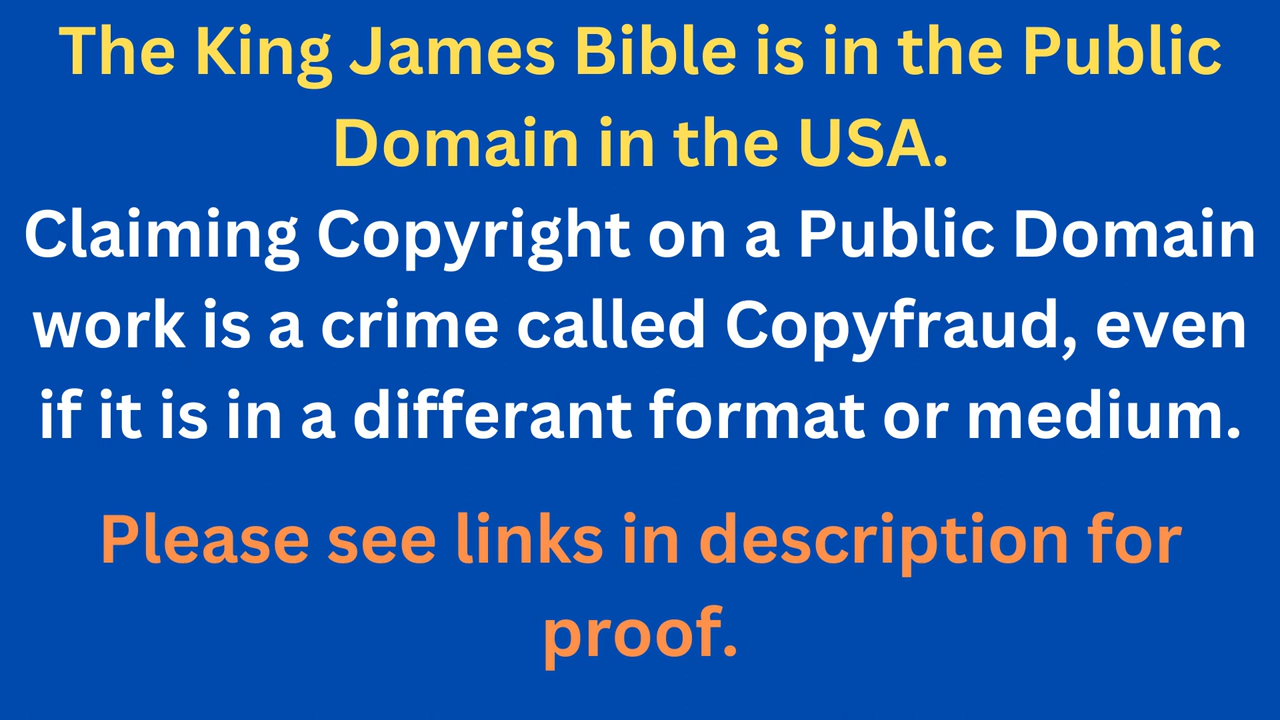 The King James Bible is in the Public
Domain in the USA.
Claiming Copyright on a Public Domain
work is a crime called Copyfraud, even
if it is in a differant format or medium.
Please see links in description for
proof.